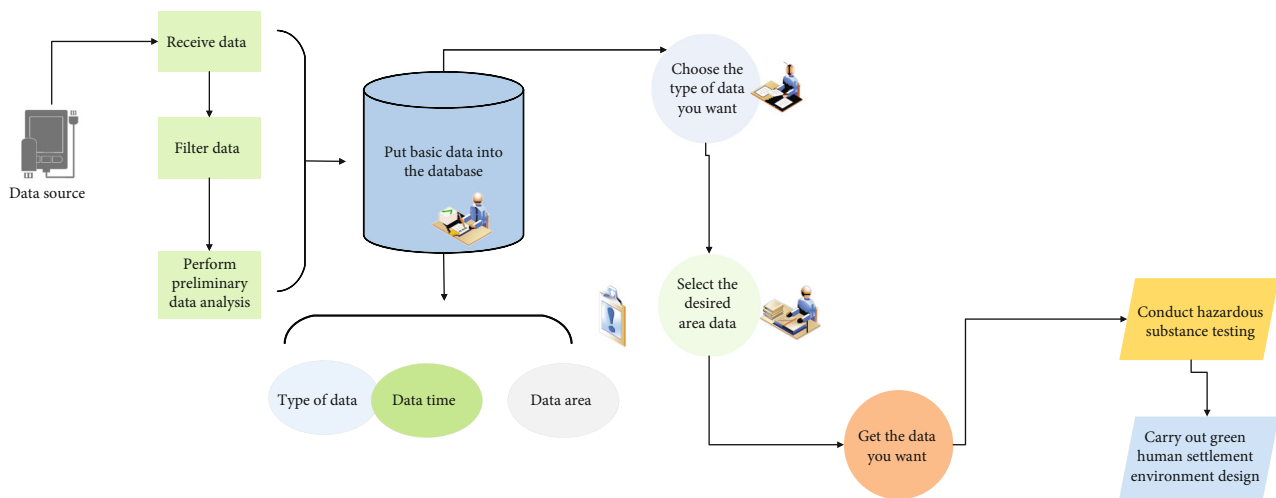 Data source
Receive data
Filter data
Perform
preliminary
data analysis
Put basic data into
the database
Type of data
Data time
Data area
Choose the
type of data
you want
Select the
desired
area data
Get the data
you want
Conduct hazardous
substance testing
Carry out green
human settlement
environment design